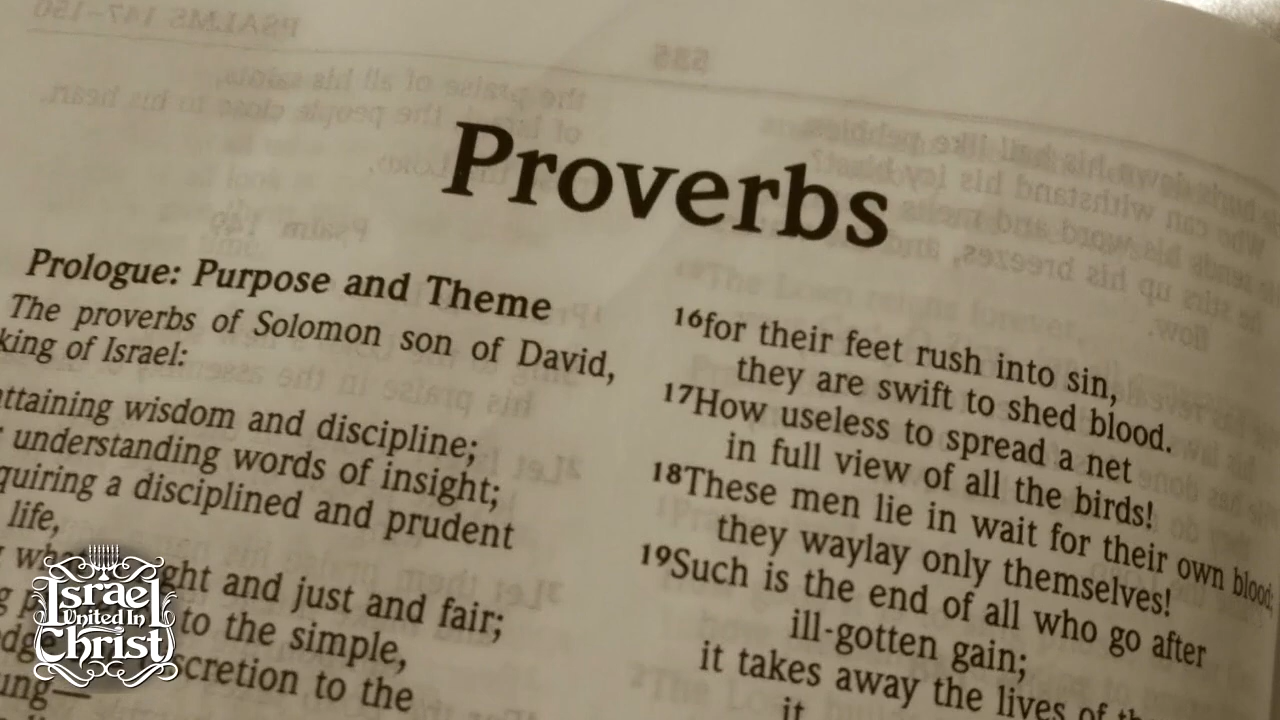 Proverbs
Prologue: Purpose and Theme
The proverbs of Solomon son of David,
king of Israel:
attaining wisdom and discipline;
understanding words of insight;
quiring a disciplined and prudent
life,
ght and just and fair;
to the simple,
scretion to the
ung—
16for their feet rush into sin,
they are swift to shed blood.
17How useless to spread a net
in full view of all the birds!
18These men lie in wait for their own blood;
they waylay only themselves!
19Such is the end of all who go after
ill-gotten gain;
it takes away the lives of
it
Israel
United In
Christ